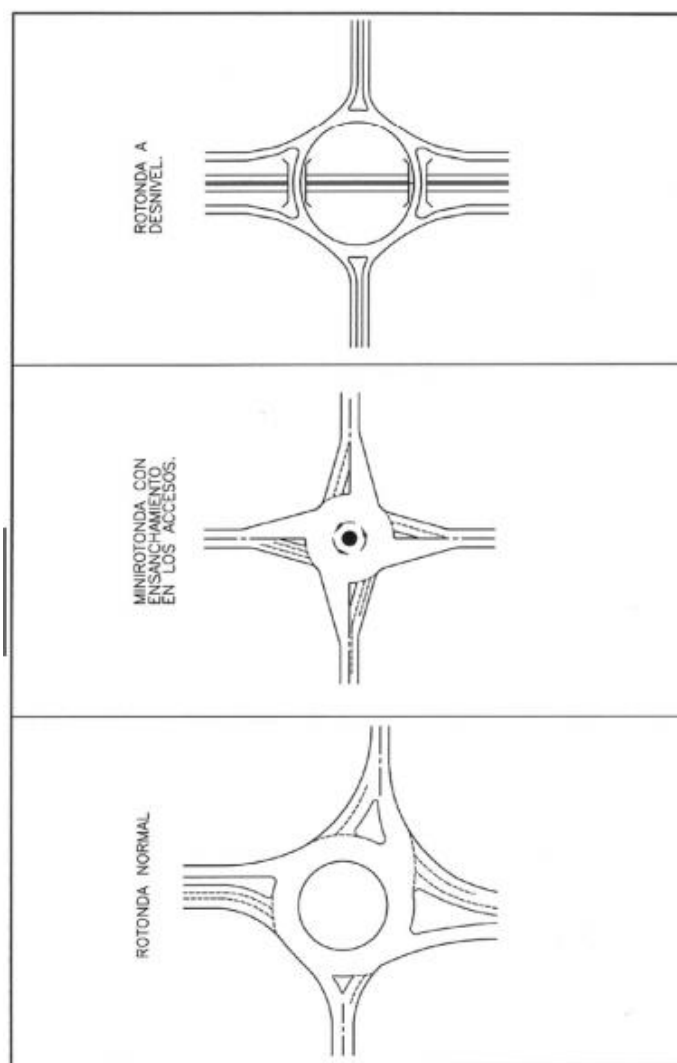 ROTONDA A
DESNIVEL.
MINIROTONDA CON
ENSANCHAMIENTO
EN LOS ACCESOS.
ROTONDA NORMAL